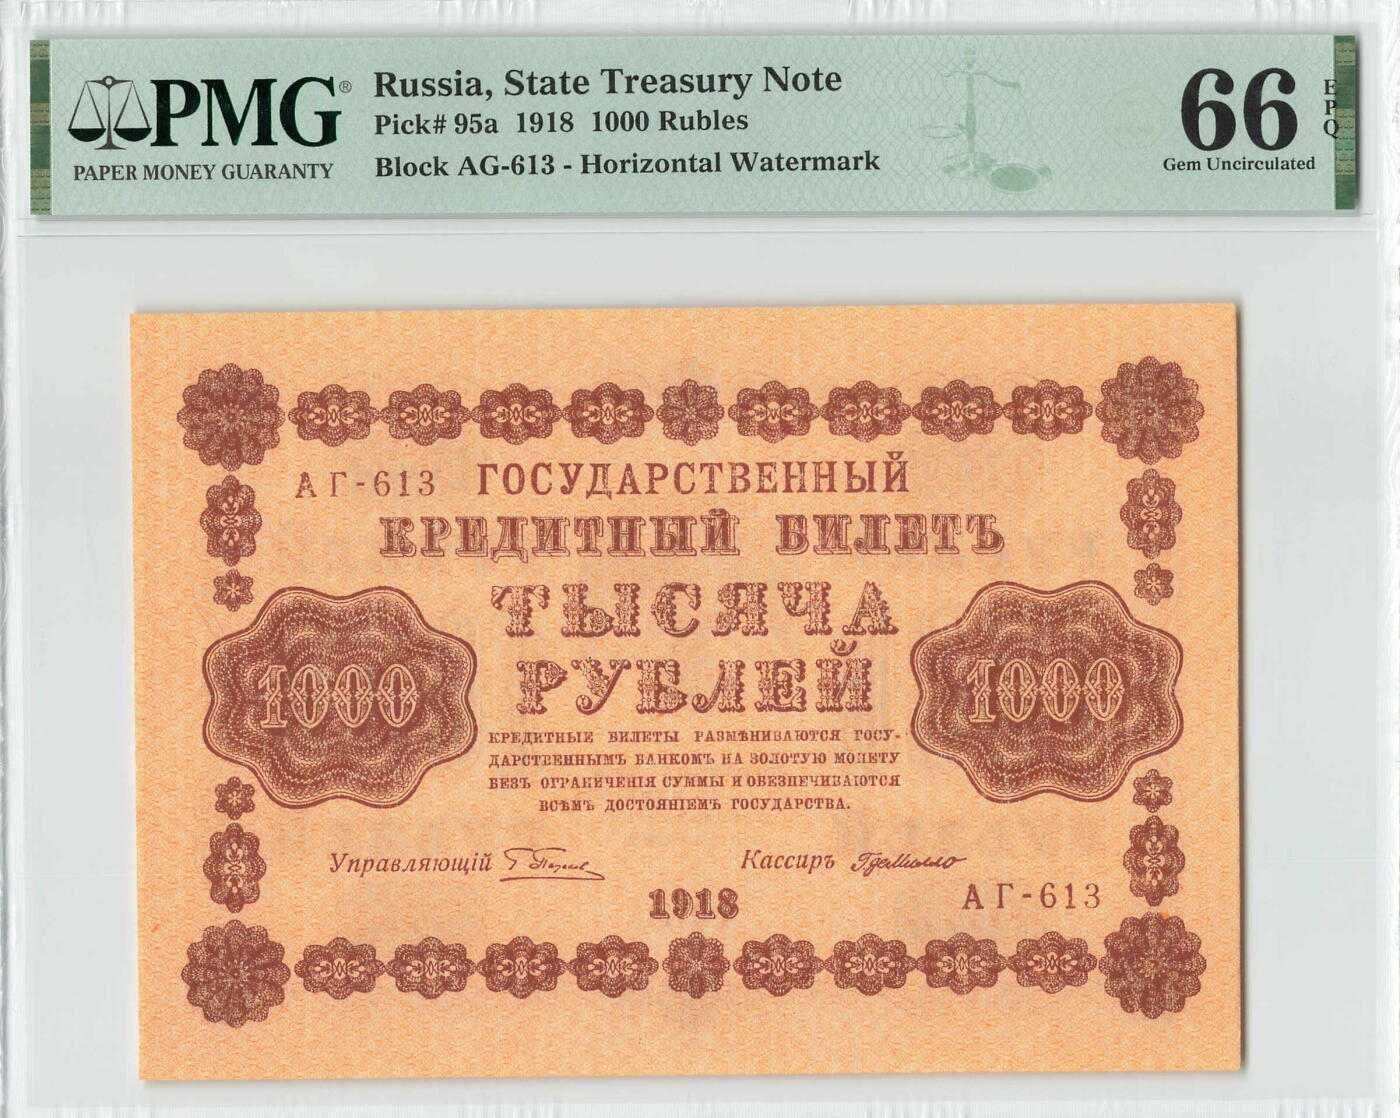 PMG®
PAPER MONEY GUARANTY
Russia, State Treasury Note
Pick# 95a 1918 1000 Rubles
Block AG-613 - Horizontal Watermark
66 EPQ
Gem Uncirculated
АГ-613 ГОСУДАРСТВЕННЫЙ
КРЕДИТНЫЙ БИЛЕТЪ
ТЫСЯЧА
РУБЛЕЙ
1000 1000
КРЕДИТНЫЕ БИЛЕТЫ РАЗМѢНИВАЮТСЯ ГОСУ-
ДАРСТВЕННЫМЪ БАНКОМЪ НА ЗОЛОТУЮ МОНЕТУ
БЕЗЪ ОГРАНИЧЕНІЯ СУММЫ И ОБЕЗПЕЧИВАЮТСЯ
ВСѢМЪ ДОСТОЯНІЕМЪ ГОСУДАРСТВА.
Управляющій Кассиръ
1918 АГ-613